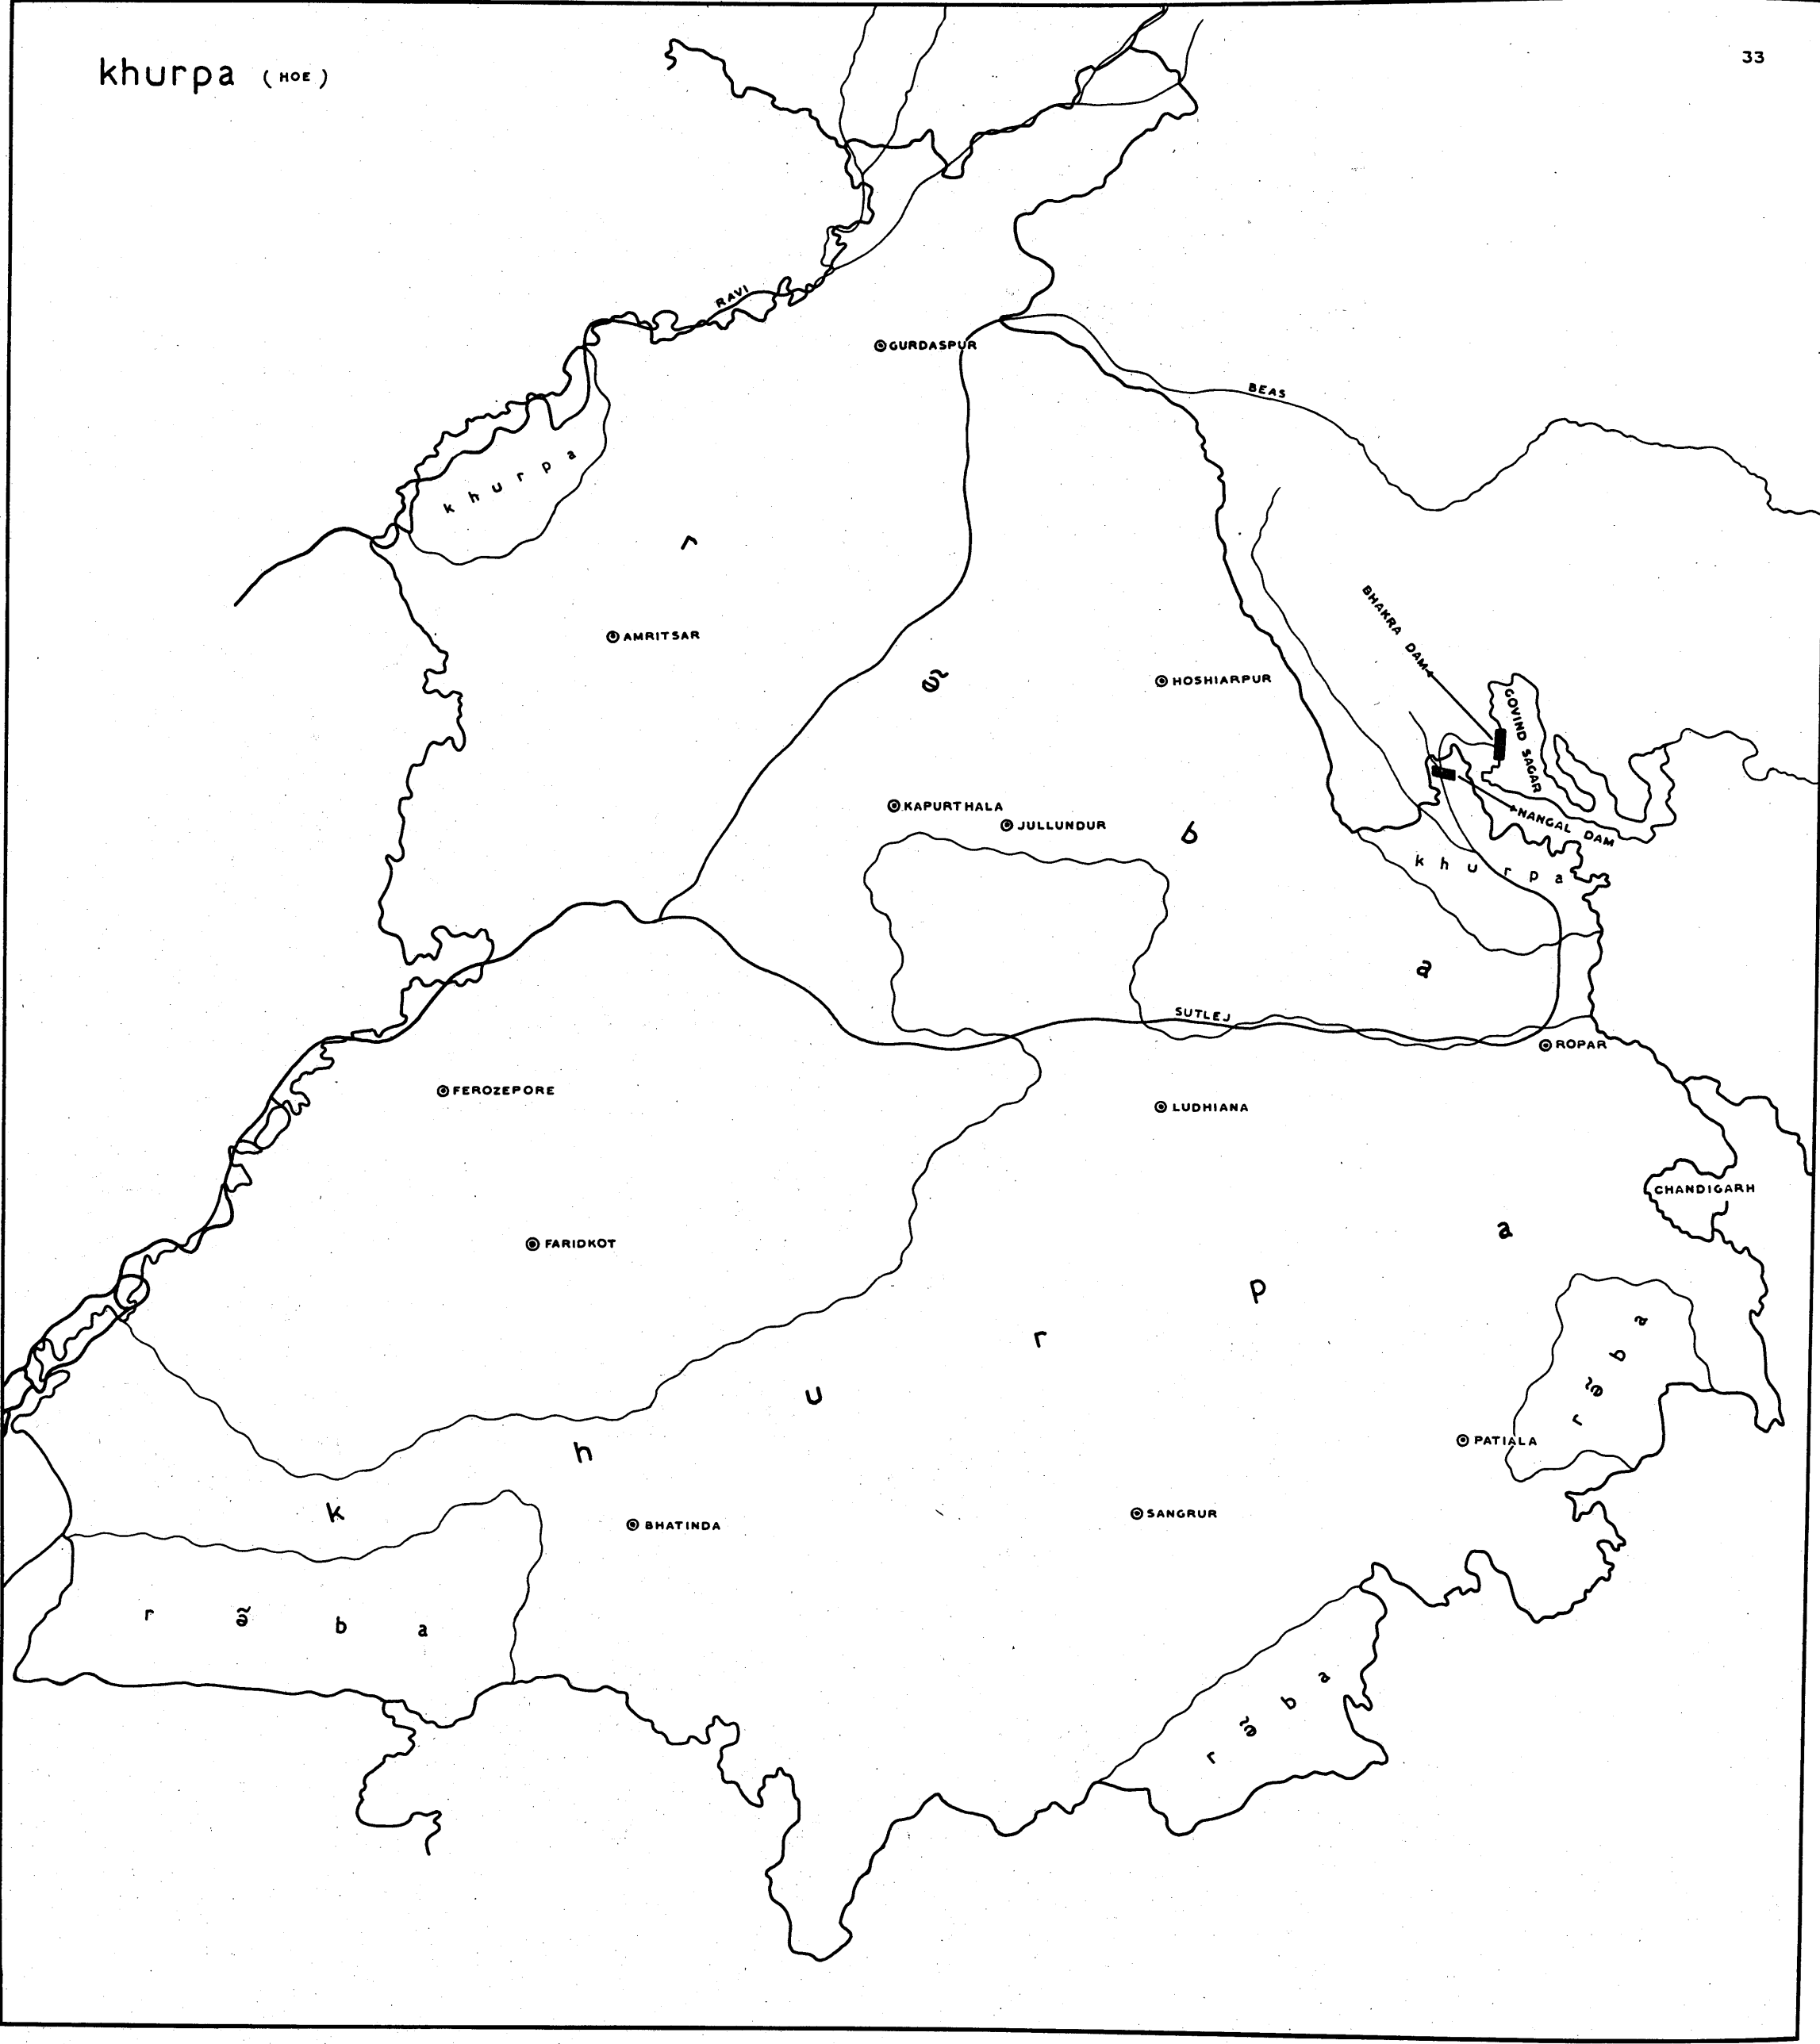 khurpa ( HOE )
33
RAVI
GURDASPUR
BEAS
khurpa
r ə̃ b a
AMRITSAR
HOSHIARPUR
BHAKRA DAM
GOVIND SAGAR
NANGAL DAM
KAPURTHALA
JULLUNDUR
khurpa
SUTLEJ
ROPAR
FEROZEPORE
LUDHIANA
CHANDIGARH
FARIDKOT
k h u r p a
r ə̃ b a
PATIALA
BHATINDA
SANGRUR
r ə̃ b a
r ə̃ b a